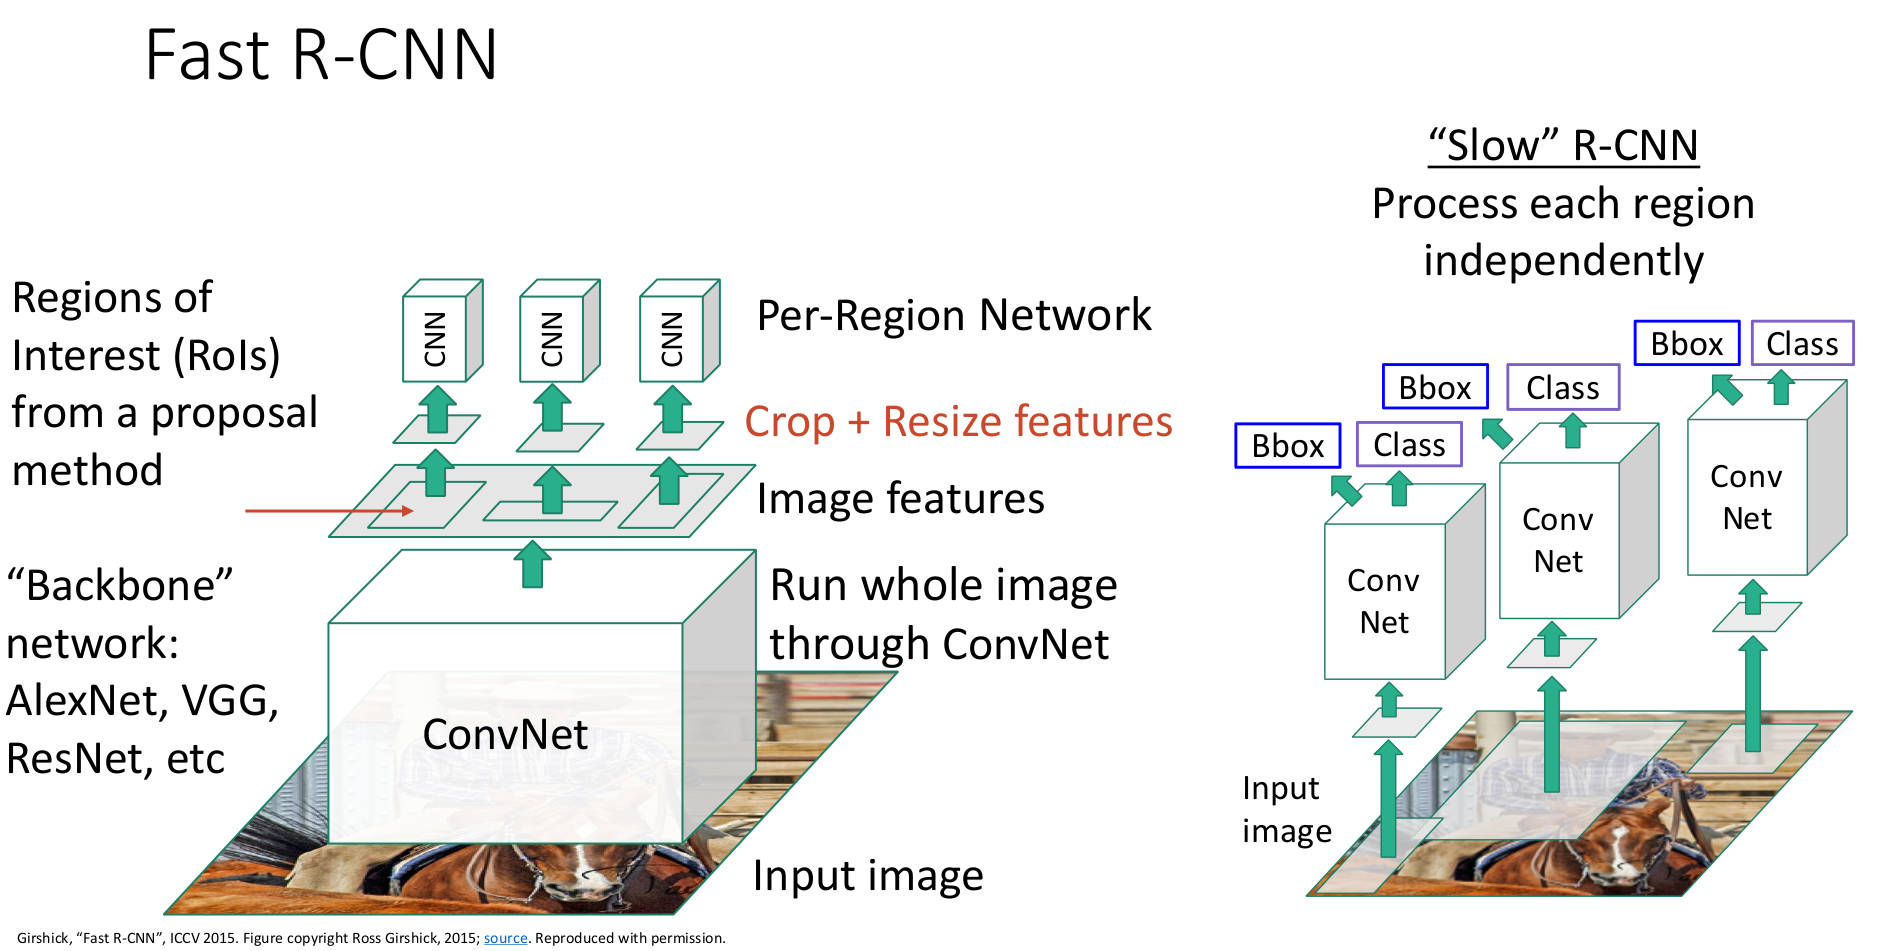 Fast R-CNN
Regions of
Interest (RoIs)
from a proposal
method
"Backbone"
network:
AlexNet, VGG,
ResNet, etc
CNN
CNN
CNN
Per-Region Network
Crop + Resize features
Image features
Run whole image
through ConvNet
ConvNet
Input image
“Slow” R-CNN
Process each region
independently
Bbox
Class
Bbox
Class
Bbox
Class
Conv
Net
Conv
Net
Conv
Net
Input
image
Girshick, “Fast R-CNN”, ICCV 2015. Figure copyright Ross Girshick, 2015; source. Reproduced with permission.